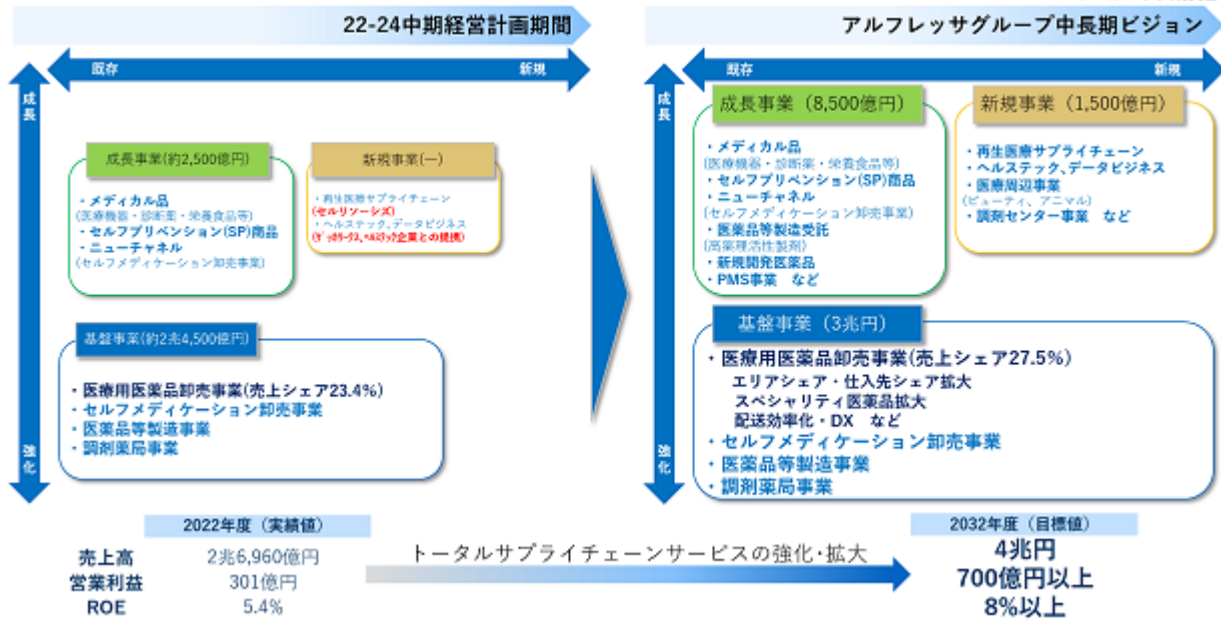 22-24中期経営計画期間
既存
新規
成長
成長事業(約2,500億円)
・メディカル品
(医療機器・診断薬・栄養食品等)
・セルフプリベンション(SP)商品
・ニューチャネル
(セルフメディケーション卸売事業)
新規事業(ー)
・再生医療サプライチェーン
(セルリソーシズ)
・ヘルステック、データビジネス
企業との提携)
基盤事業(約2兆4,500億円)
・医療用医薬品卸売事業(売上シェア23.4%)
・セルフメディケーション卸売事業
・医薬品等製造事業
・調剤薬局事業
強化
アルフレッサグループ中長期ビジョン
既存
新規
成長
成長事業（8,500億円）
・メディカル品
(医療機器・診断薬・栄養食品等)
・セルフプリベンション(SP)商品
・ニューチャネル
(セルフメディケーション卸売事業)
・医薬品等製造受託
(高薬理活性製剤)
・新規開発医薬品
・PMS事業　など
新規事業（1,500億円）
・再生医療サプライチェーン
・ヘルステック、データビジネス
・医療周辺事業
(ビューティ、アニマル)
・調剤センター事業　など
基盤事業（3兆円）
・医療用医薬品卸売事業(売上シェア27.5%)
エリアシェア・仕入先シェア拡大
スペシャリティ医薬品拡大
配送効率化・DX　など
・セルフメディケーション卸売事業
・医薬品等製造事業
・調剤薬局事業
強化
2022年度（実績値）
売上高　2兆6,960億円
営業利益　301億円
ROE　5.4%
トータルサプライチェーンサービスの強化・拡大
2032年度（目標値）
4兆円
700億円以上
8%以上